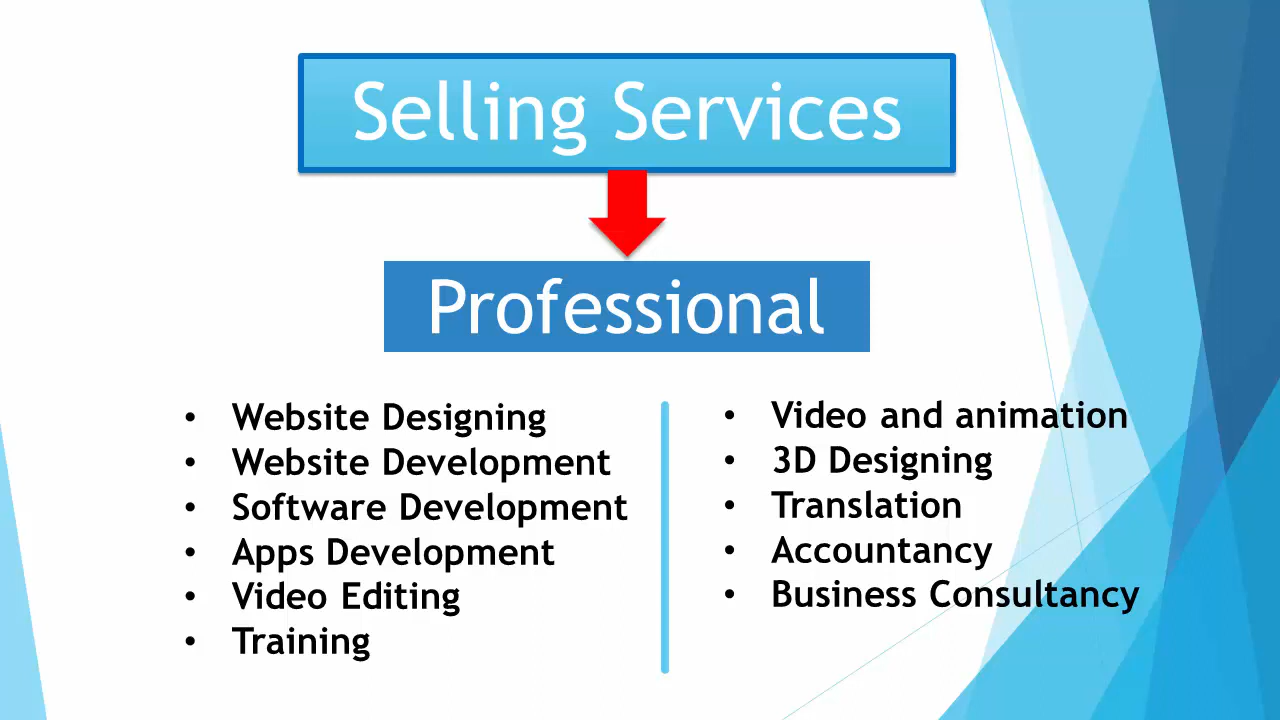 Selling Services
Professional
• Website Designing
• Website Development
• Software Development
• Apps Development
• Video Editing
• Training
• Video and animation
• 3D Designing
• Translation
• Accountancy
• Business Consultancy